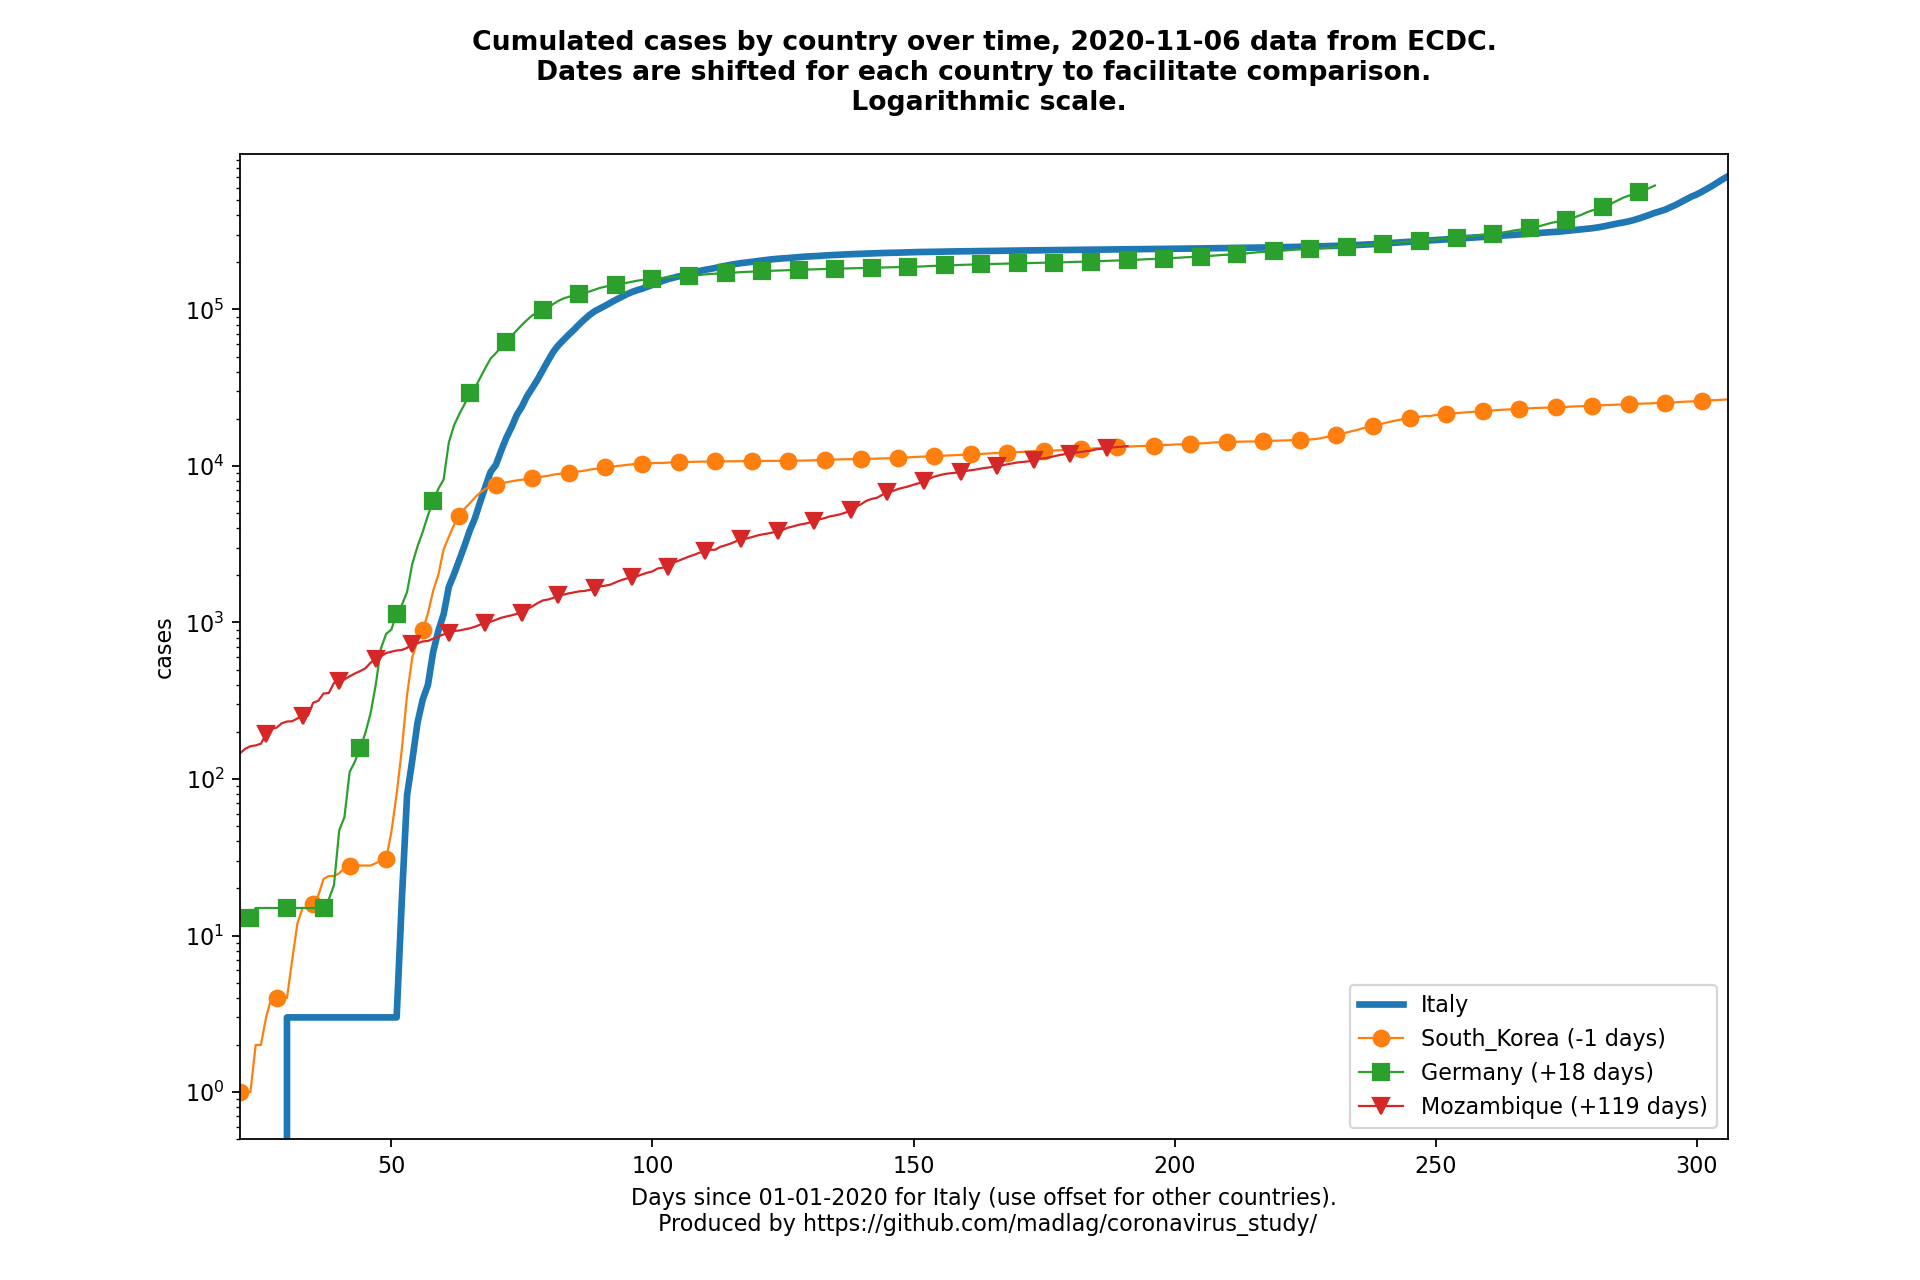 Cumulated cases by country over time, 2020-11-06 data from ECDC.
Dates are shifted for each country to facilitate comparison.
Logarithmic scale.
cases
10^5
10^4
10^3
10^2
10^1
10^0
50 100 150 200 250 300
Italy
South_Korea (-1 days)
Germany (+18 days)
Mozambique (+119 days)
Days since 01-01-2020 for Italy (use offset for other countries).
Produced by https://github.com/madlag/coronavirus_study/